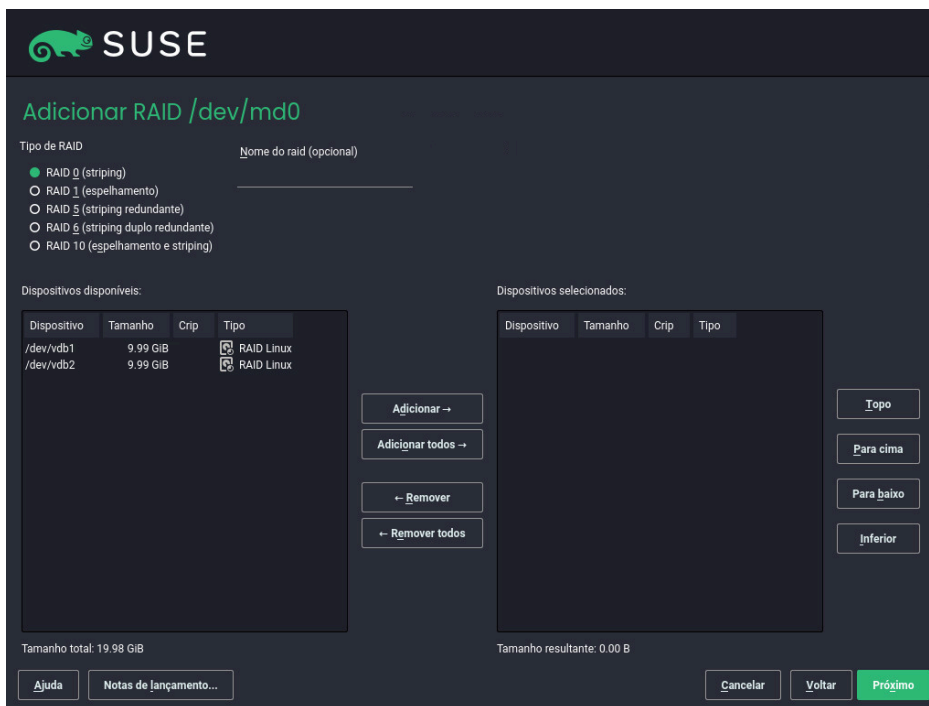 SUSE
Adicionar RAID /dev/md0
Tipo de RAID
Nome do raid (opcional)
RAID 0 (striping)
RAID 1 (espelhamento)
RAID 5 (striping redundante)
RAID 6 (striping duplo redundante)
RAID 10 (espelhamento e striping)
Dispositivos disponíveis:
Dispositivos selecionados:
Dispositivo Tamanho Crip Tipo
Dispositivo Tamanho Crip Tipo
/dev/vdb1 9.99 GiB RAID Linux
/dev/vdb2 9.99 GiB RAID Linux
Adicionar →
Adicionar todos →
← Remover
← Remover todos
Topo
Para cima
Para baixo
Inferior
Tamanho total: 19.98 GiB
Tamanho resultante: 0.00 B
Ajuda
Notas de lançamento...
Cancelar
Voltar
Próximo